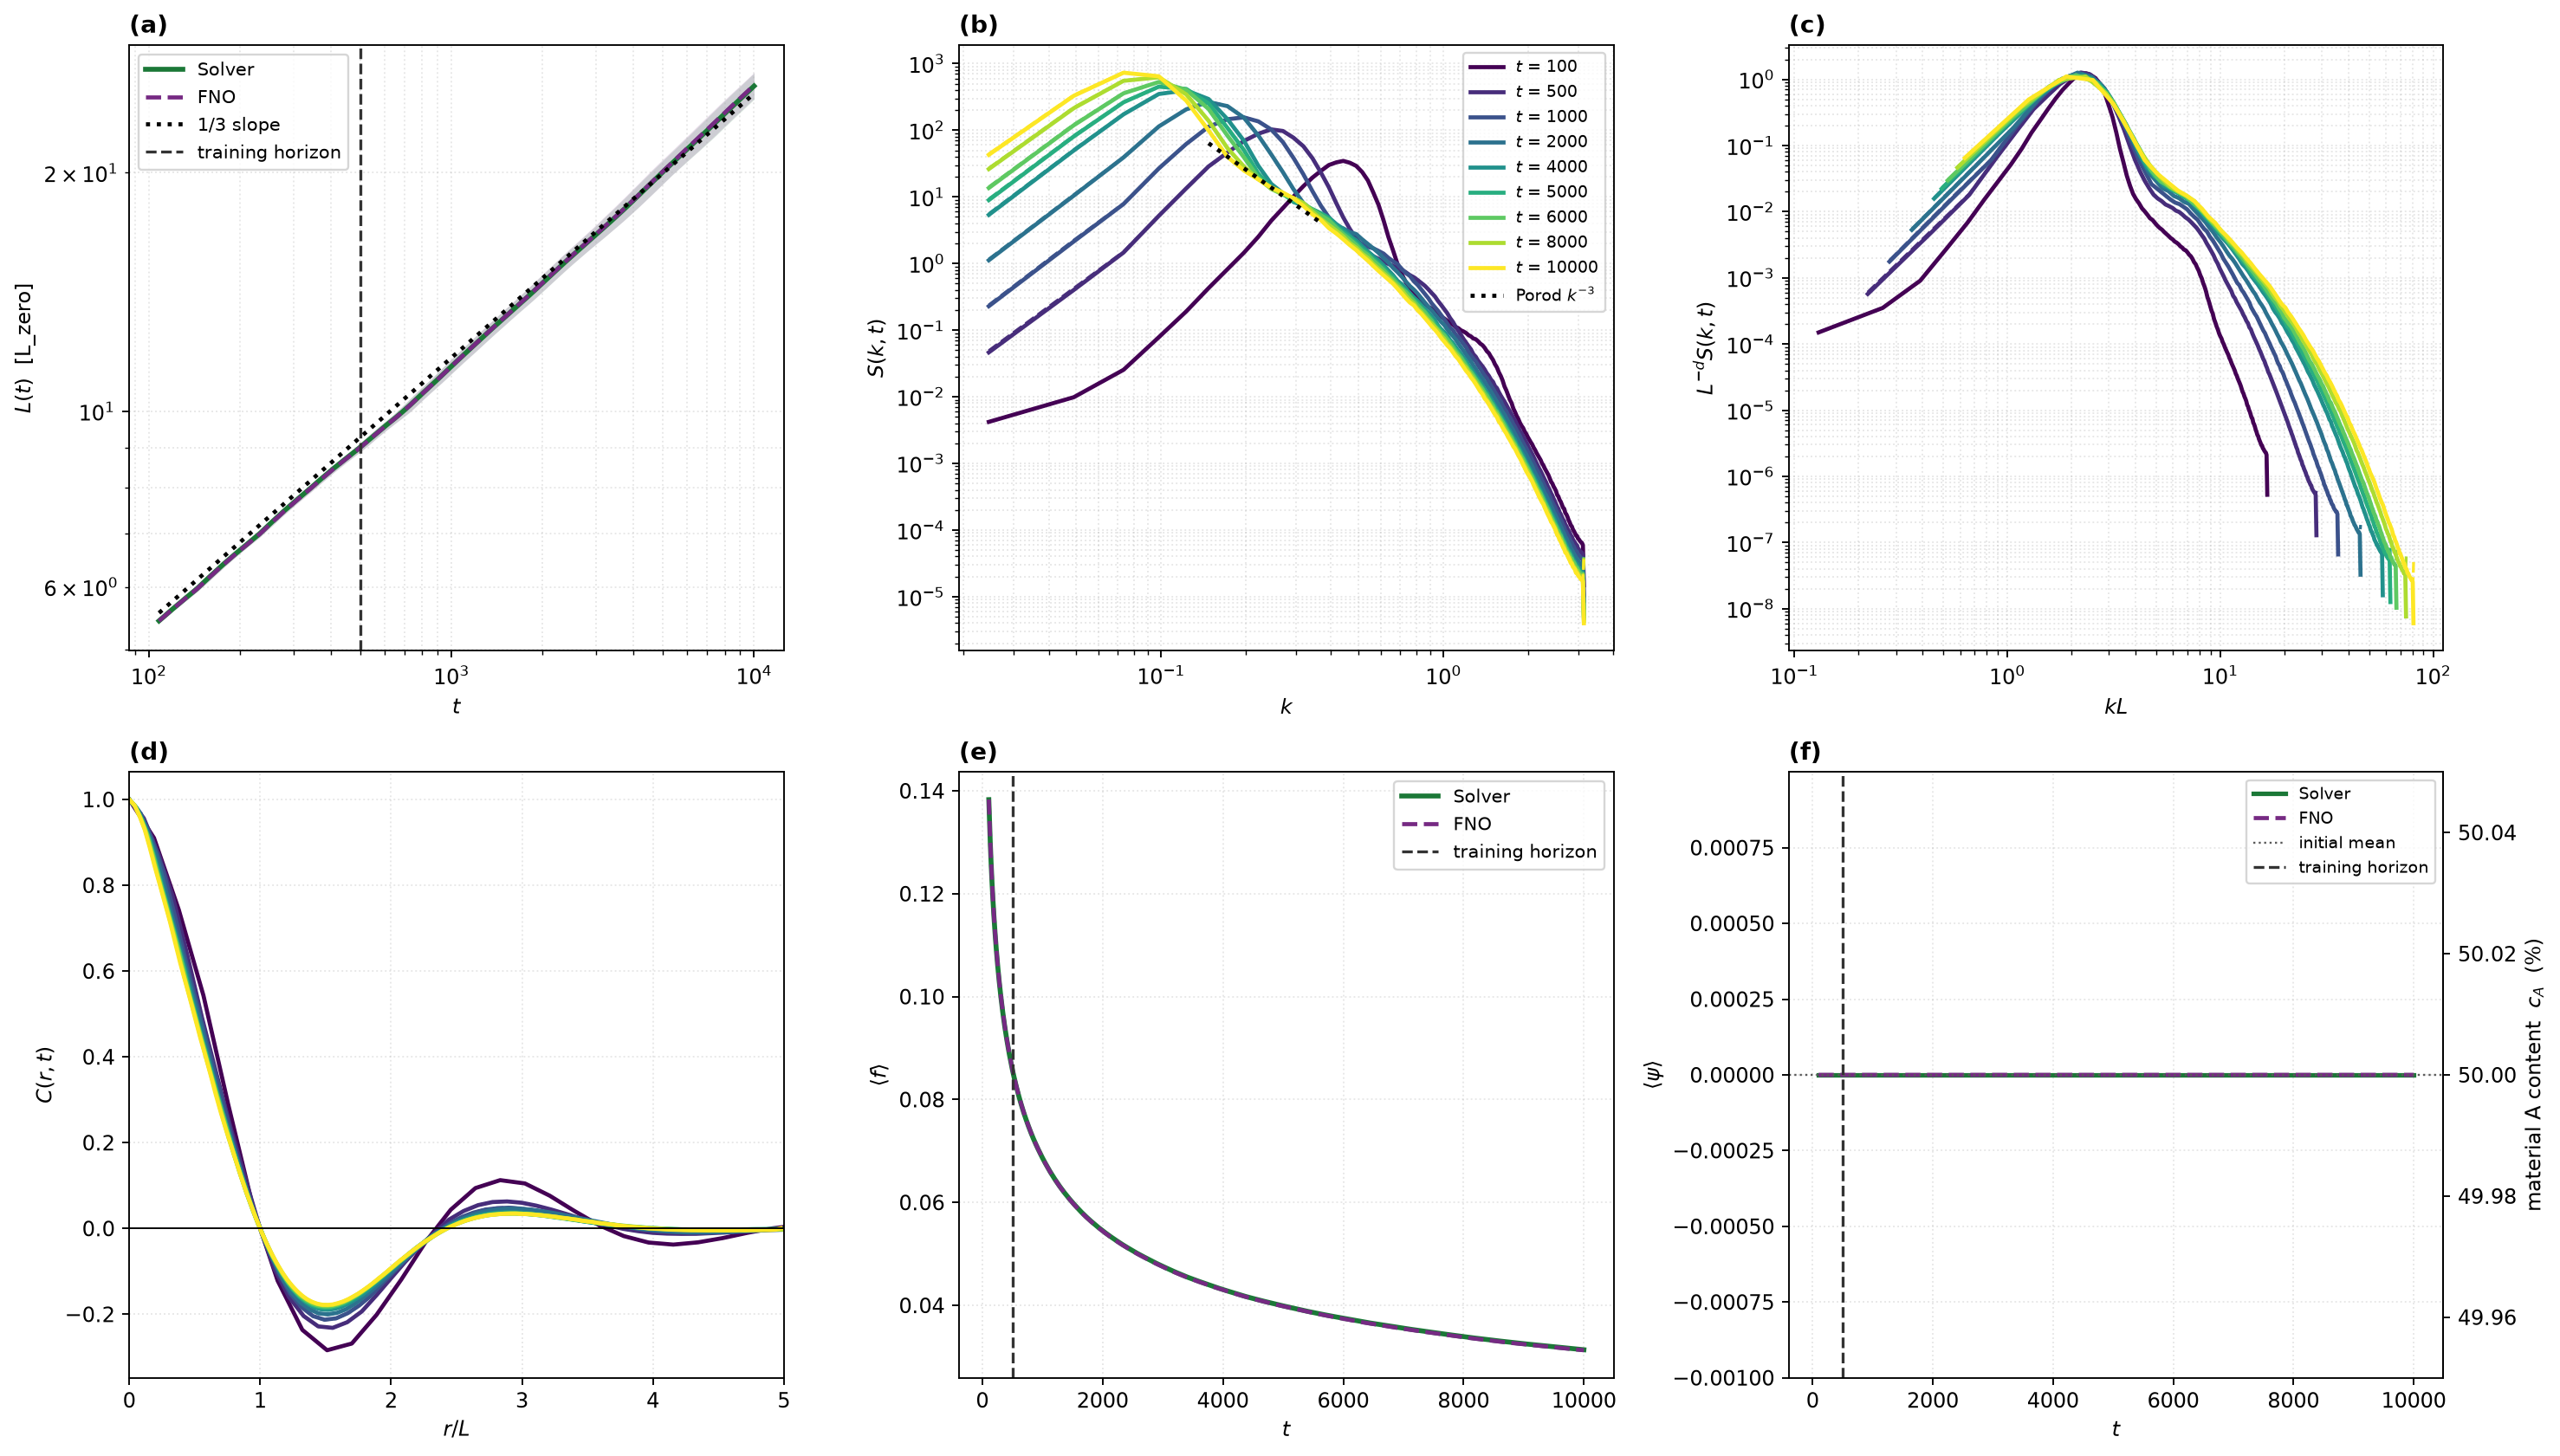 (a)
Solver
FNO
1/3 slope
training horizon
2 × 10¹
10¹
6 × 10⁰
L(t) [L_zero]
10² 10³ 10⁴
t
(b)
t = 100
t = 500
t = 1000
t = 2000
t = 4000
t = 5000
t = 6000
t = 8000
t = 10000
Porod k⁻³
10³
10²
10¹
10⁰
10⁻¹
10⁻²
10⁻³
10⁻⁴
10⁻⁵
S(k, t)
10⁻¹ 10⁰
k
(c)
10⁰
10⁻¹
10⁻²
10⁻³
10⁻⁴
10⁻⁵
10⁻⁶
10⁻⁷
10⁻⁸
L⁻ᵈS(k, t)
10⁻¹ 10⁰ 10¹ 10²
kL
(d)
1.0
0.8
0.6
0.4
0.2
0.0
−0.2
C(r, t)
0 1 2 3 4 5
r/L
(e)
Solver
FNO
training horizon
0.14
0.12
0.10
0.08
0.06
0.04
⟨f⟩
0 2000 4000 6000 8000 10000
t
(f)
Solver
FNO
initial mean
training horizon
0.00075
0.00050
0.00025
0.00000
−0.00025
−0.00050
−0.00075
−0.00100
⟨ψ⟩
50.04
50.02
50.00
49.98
49.96
material A content c_A (%)
0 2000 4000 6000 8000 10000
t